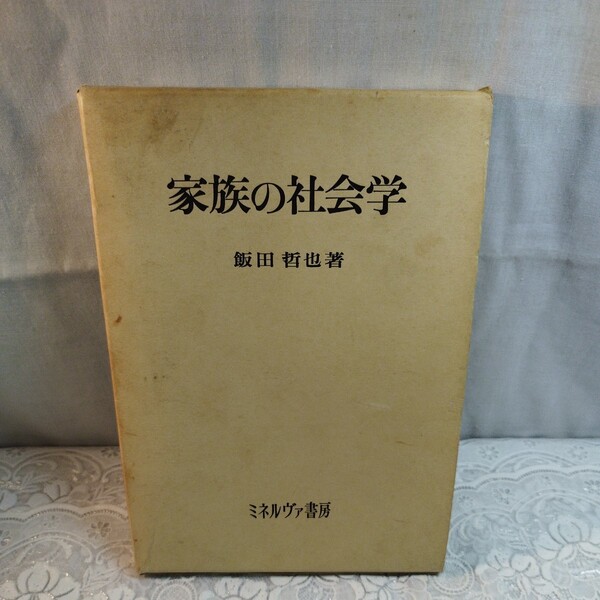 家族の社会学
飯田哲也著
ミネルヴァ書房